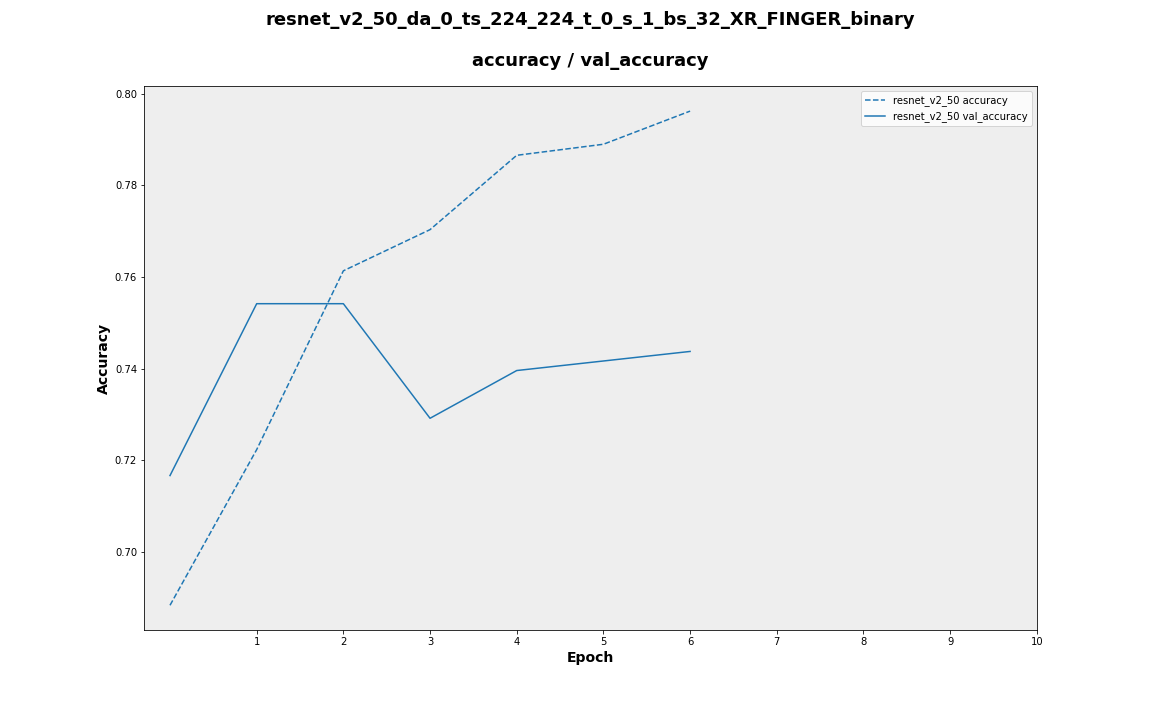 resnet_v2_50_da_0_ts_224_224_t_0_s_1_bs_32_XR_FINGER_binary
accuracy / val_accuracy
resnet_v2_50 accuracy
resnet_v2_50 val_accuracy
Accuracy
0.80
0.78
0.76
0.74
0.72
0.70
1 2 3 4 5 6 7 8 9 10
Epoch